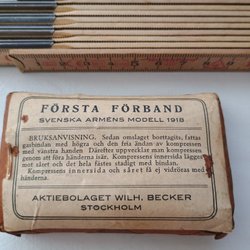 FÖRSTA FÖRBAND
SVENSKA ARMÉNS MODELL 1918
BRUKSANVISNING. Sedan omslaget borttagits, fattas
gasbindan med högra och den fria ändan av kompressen
med vänstra handen. Därefter uppvecklar man kompressen
genom att föra händerna isär. Kompressens innersida lägges
mot såret och det hela fästes stadigt med bindan.
Kompressens innersida och såret få ej vidröras med
händerna.
AKTIEBOLAGET WILH. BECKER
STOCKHOLM